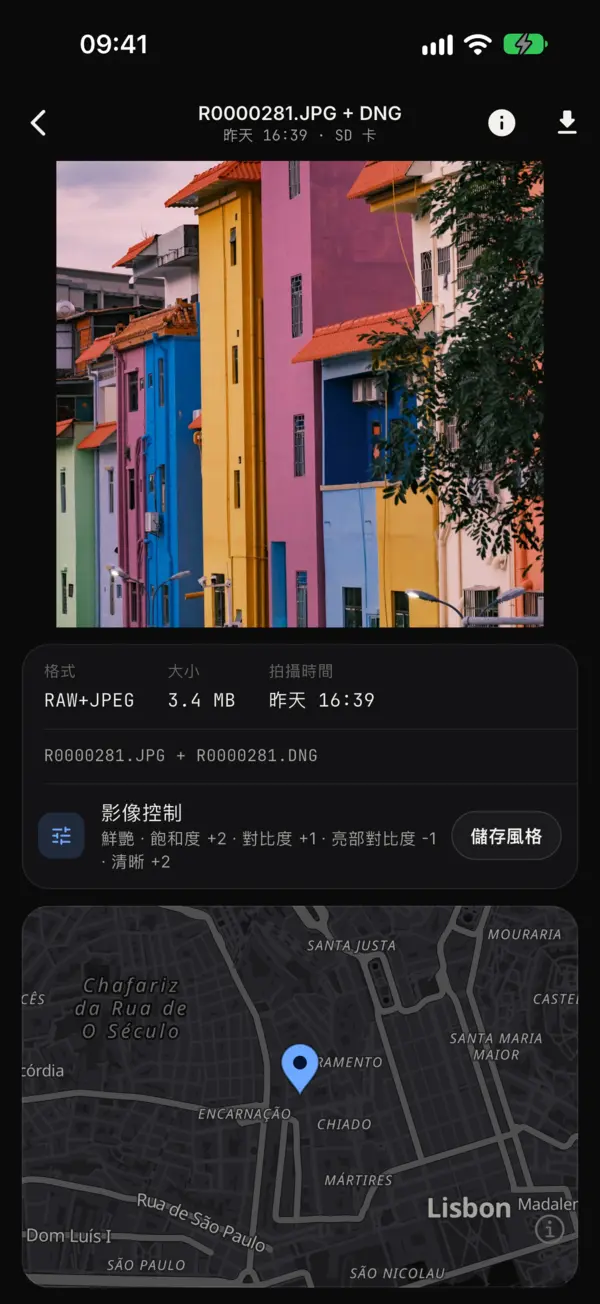 09:41
R0000281.JPG + DNG
昨天 16:39 · SD 卡
格式
大小
拍攝時間
RAW+JPEG
3.4 MB
昨天 16:39
R0000281.JPG + R0000281.DNG
影像控制
鮮艷 · 飽和度 +2 · 對比度 +1 · 亮部對比度 -1
· 清晰 +2
儲存風格
SANTA JUSTA
MOURARIA
Chafariz
da Rua de
O Século
CÊS
CASTEL
SANTA MARIA
MAIOR
córdia
RAMENTO
ENCARNAÇÃO
CHIADO
MÁRTIRES
Rua de São Paulo
Lisbon
Madaler
Dom Luís I
SÃO PAULO
SÃO NICOLAU